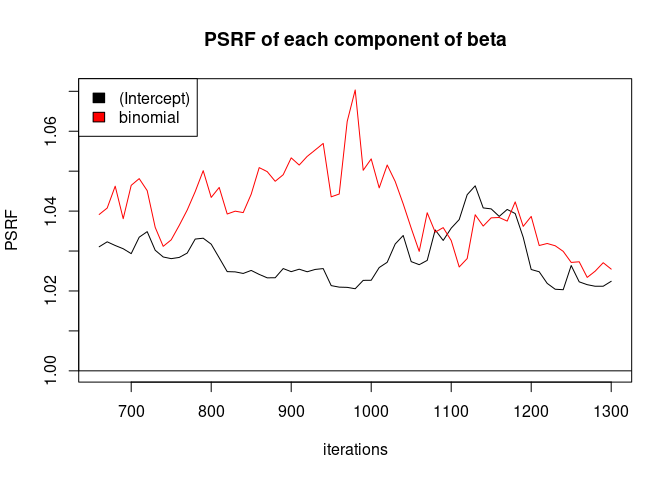 PSRF of each component of beta
(Intercept)
binomial
PSRF
1.06
1.04
1.02
1.00
700 800 900 1000 1100 1200 1300
iterations